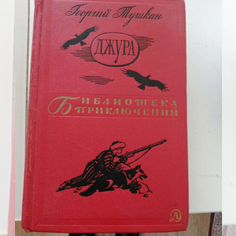 Георгий Тушкан
ДЖУРА
БИБЛИОТЕКА
ПРИКЛЮЧЕНИЙ